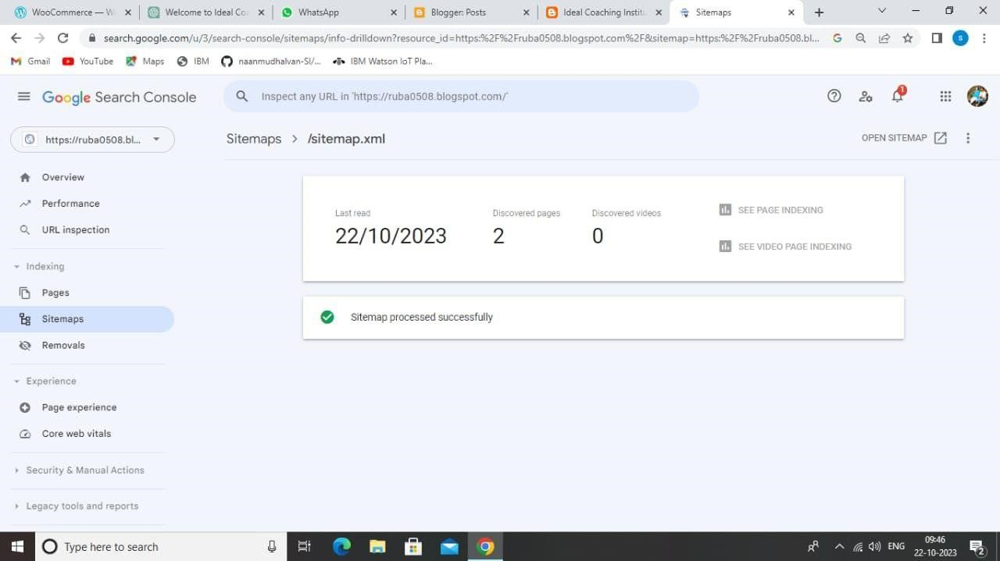 WooCommerce — W
Welcome to Ideal Coa
WhatsApp
Blogger: Posts
Ideal Coaching Institu
Sitemaps
search.google.com/u/3/search-console/sitemaps/info-drilldown?resource_id=https:%2F%2Fruba0508.blogspot.com%2F&sitemap=https:%2F%2Fruba0508.bl...
S
Gmail
YouTube
Maps
IBM
naanmudhalvan-SI/...
IBM Watson IoT Pla...
Google Search Console
Inspect any URL in 'https://ruba0508.blogspot.com/'
1
https://ruba0508.bl...
Sitemaps > /sitemap.xml
OPEN SITEMAP
Overview
Performance
URL inspection
Indexing
Pages
Sitemaps
Removals
Experience
Page experience
Core web vitals
Security & Manual Actions
Legacy tools and reports
Last read
22/10/2023
Discovered pages
2
Discovered videos
0
SEE PAGE INDEXING
SEE VIDEO PAGE INDEXING
Sitemap processed successfully
Type here to search
ENG
09:46
22-10-2023
2